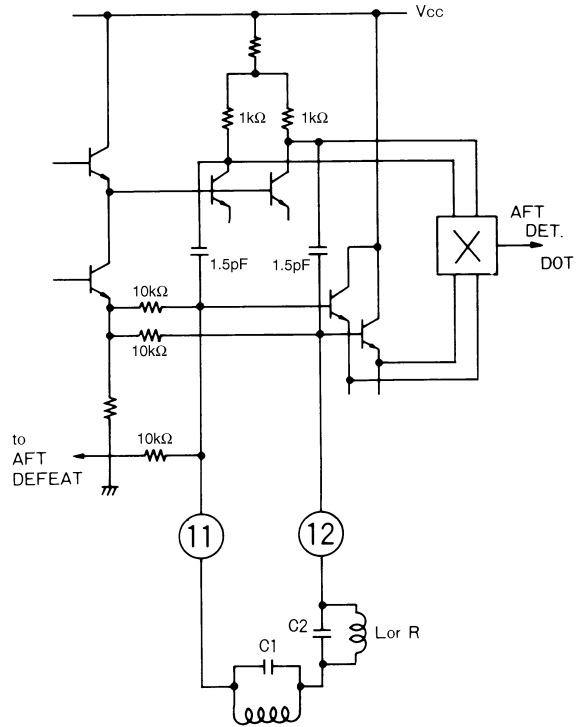 Vcc
1kΩ 1kΩ
AFT
DET.
DOT
1.5pF 1.5pF
10kΩ
10kΩ
to
AFT
DEFEAT
10kΩ
11 12
C2 L or R
C1